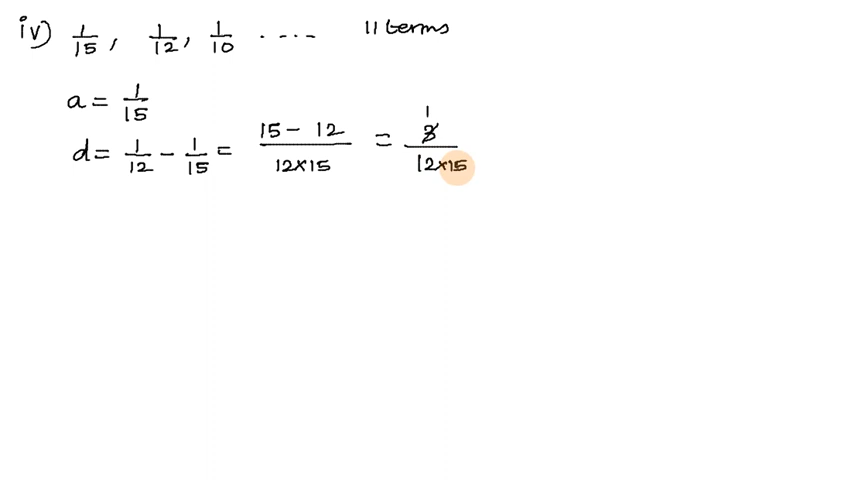 iv) 1/15, 1/12, 1/10 ..... 11 terms
a = 1/15
d = 1/12 - 1/15 = 15 - 12 / 12×15 = 1 3 / 12×15